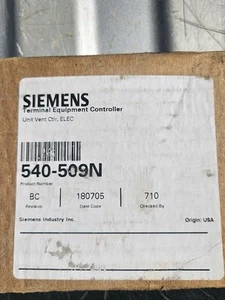 SIEMENS
Terminal Equipment Controller
Unit Vent Ctlr, ELEC
540-509N
Product Number
BC 180705 710
Revision Date Code Checked By
Siemens Industry Inc. Origin: USA